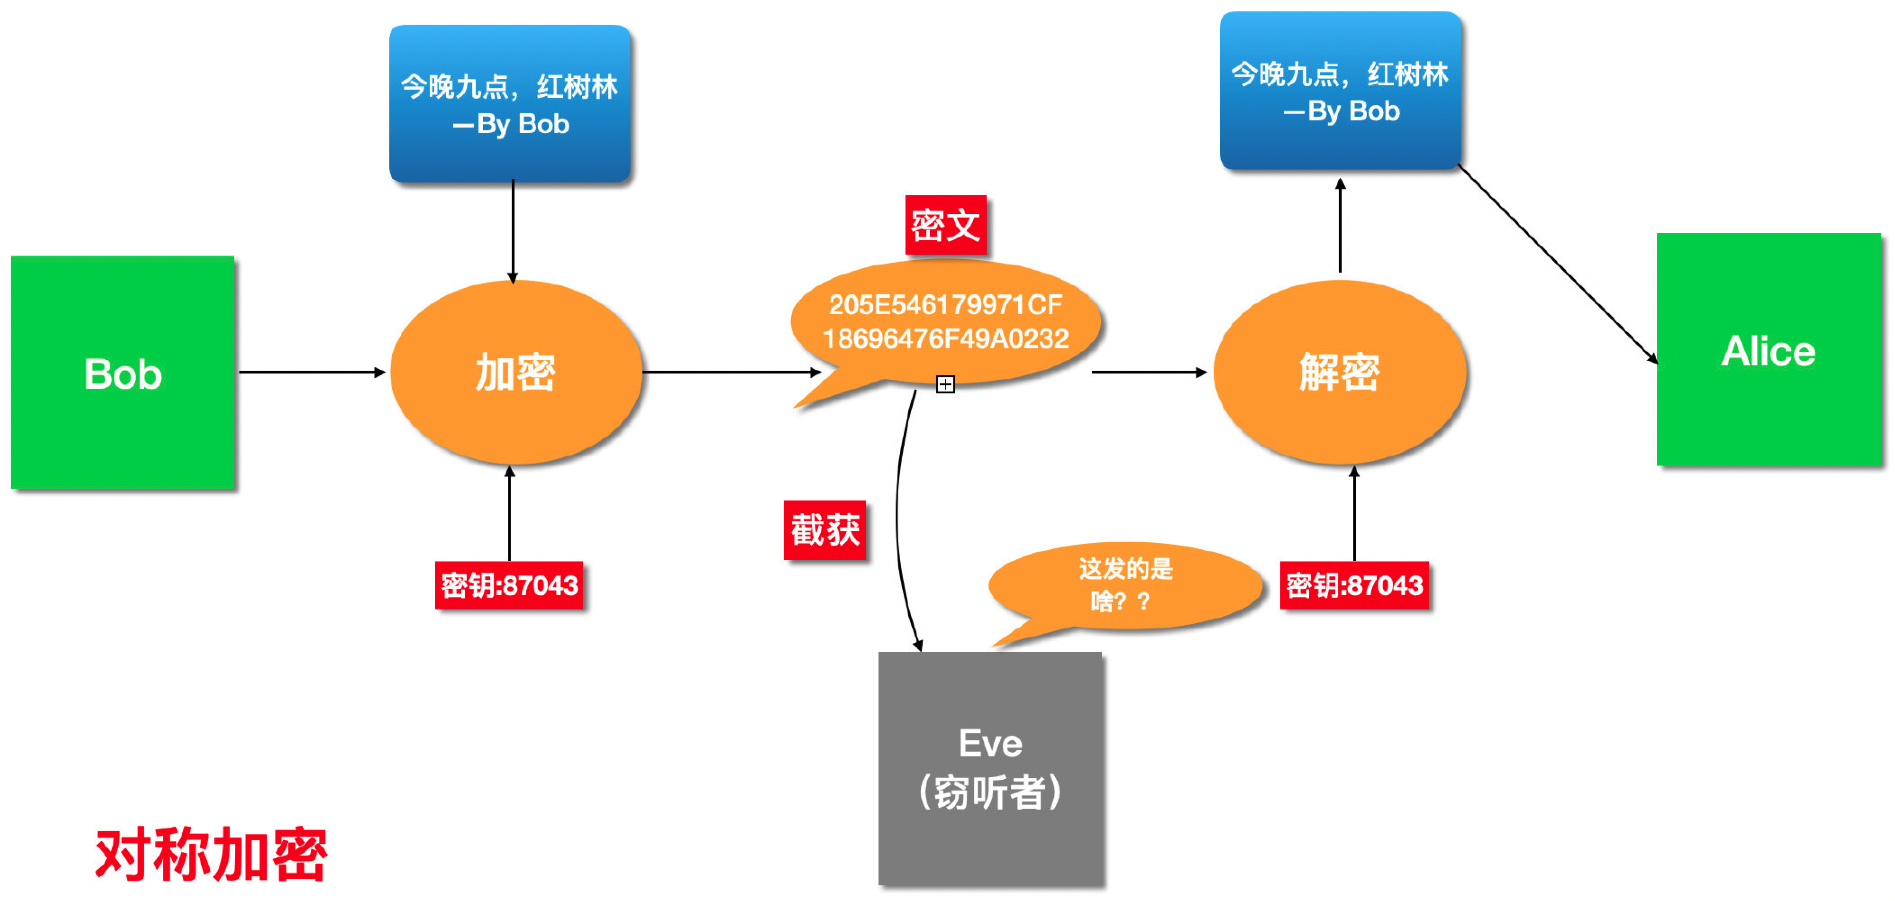 今晚九点，红树林
—By Bob
今晚九点，红树林
—By Bob
密文
205E546179971CF
18696476F49A0232
Bob
加密
解密
Alice
截获
密钥:87043
这发的是
啥？？
密钥:87043
Eve
（窃听者）
对称加密